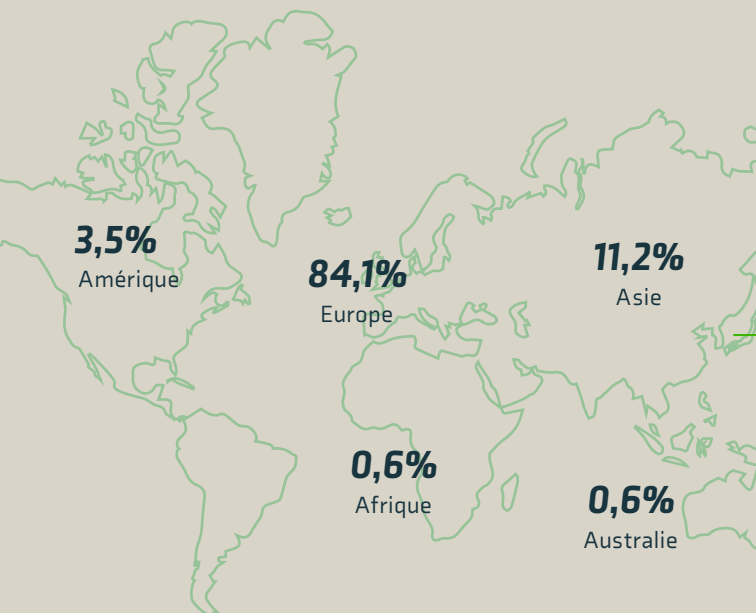 3,5%
Amérique
84,1%
Europe
11,2%
Asie
0,6%
Afrique
0,6%
Australie